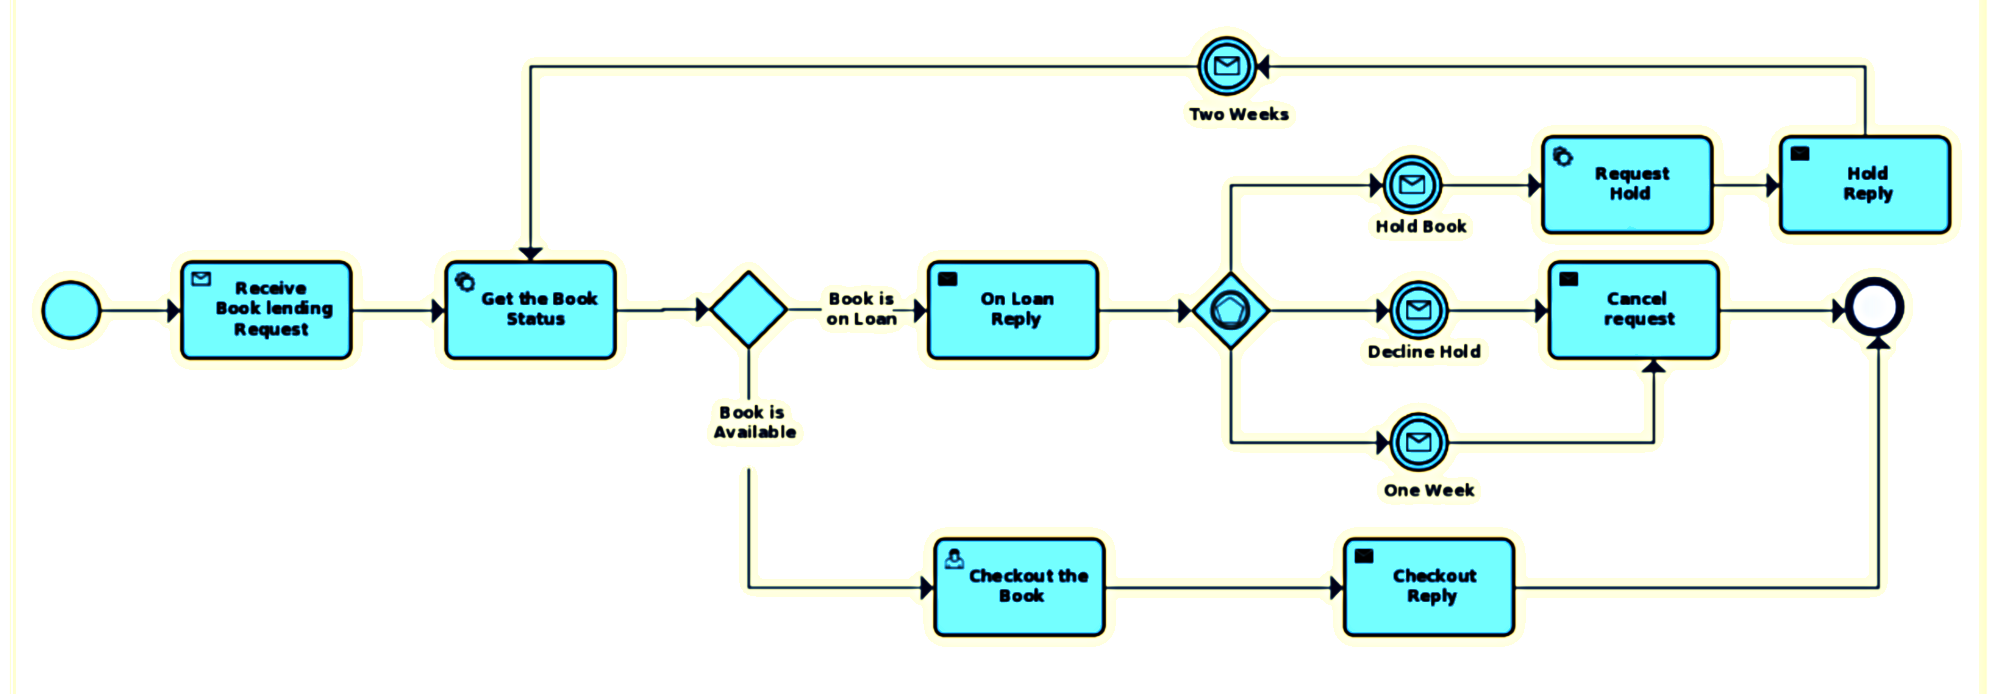 Two Weeks
Request
Hold
Hold
Reply
Hold Book
Receive
Book lending
Request
Get the Book
Status
Book is
on Loan
On Loan
Reply
Decline Hold
Cancel
request
Book is
Available
One Week
Checkout the
Book
Checkout
Reply